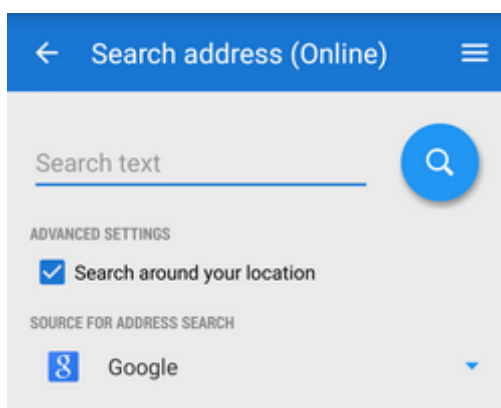 Search address (Online)
Search text
ADVANCED SETTINGS
Search around your location
SOURCE FOR ADDRESS SEARCH
8 Google